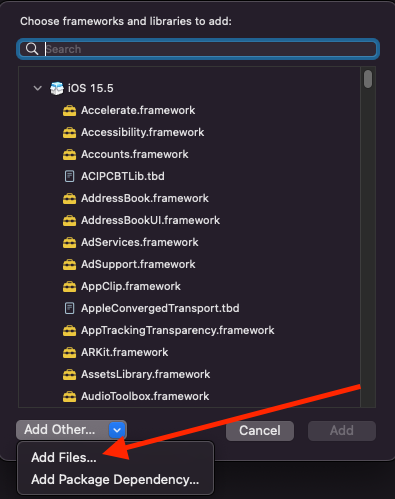 Choose frameworks and libraries to add:
Search
iOS 15.5
Accelerate.framework
Accessibility.framework
Accounts.framework
ACIPCBTLib.tbd
AddressBook.framework
AddressBookUI.framework
AdServices.framework
AdSupport.framework
AppClip.framework
AppleConvergedTransport.tbd
AppTrackingTransparency.framework
ARKit.framework
AssetsLibrary.framework
AudioToolbox.framework
Add Other... Cancel Add
Add Files...
Add Package Dependency...